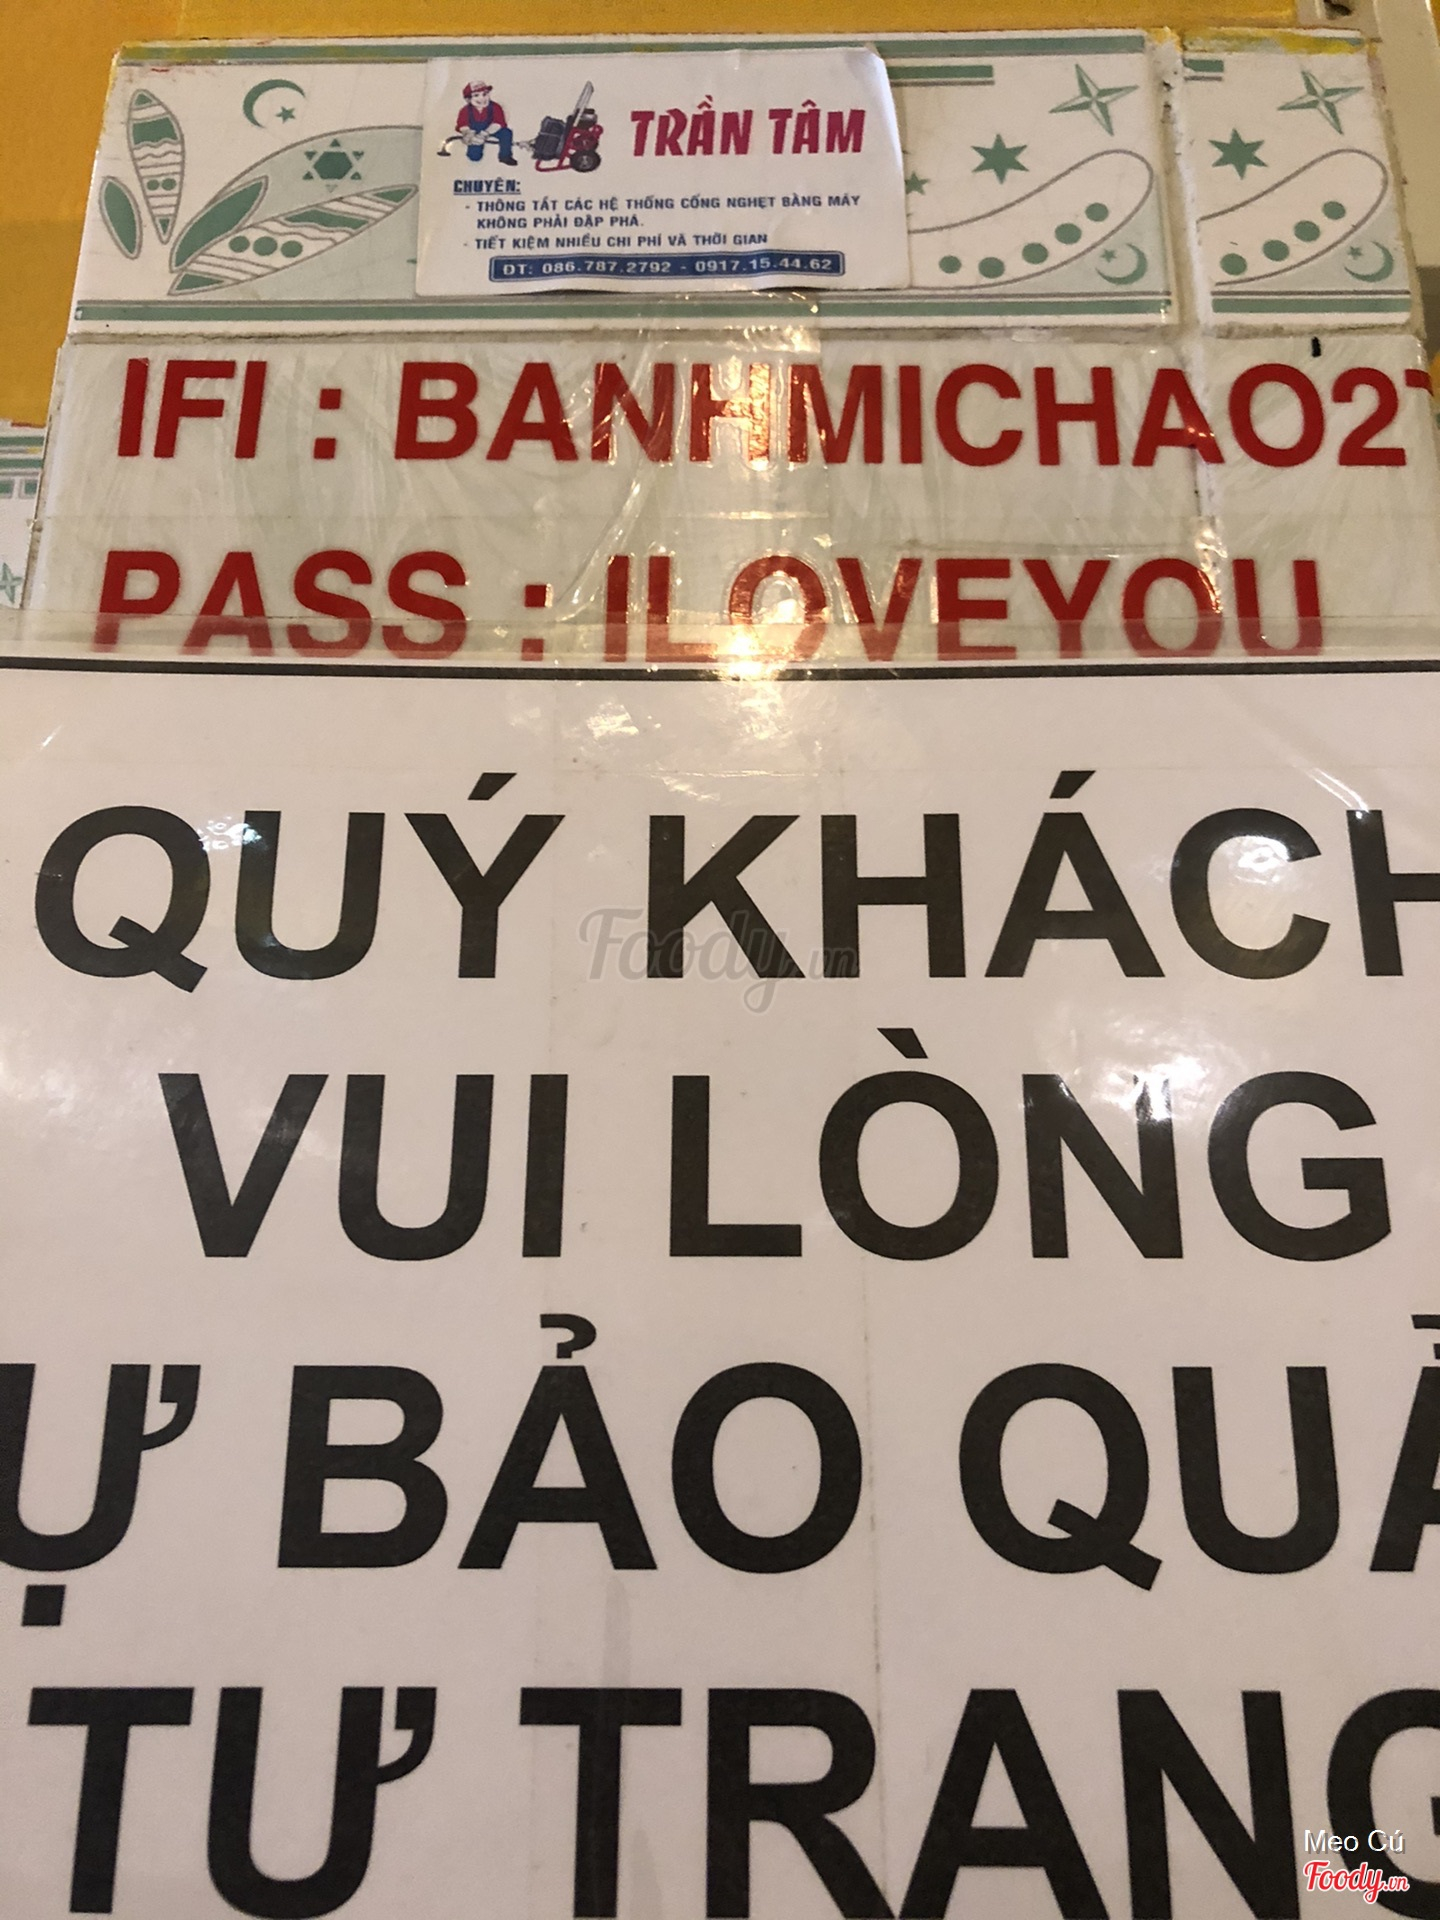 TRẦN TÂM
CHUYÊN:
- THÔNG TẤT CÁC HỆ THỐNG CỐNG NGHẸT BẰNG MÁY
KHÔNG PHẢI ĐẬP PHÁ.
- TIẾT KIỆM NHIỀU CHI PHÍ VÀ THỜI GIAN
ĐT: 086.787.2792 - 0917.15.44.62
IFI : BANHMICHAO2
PASS : ILOVEYOU
QUÝ KHÁCH
VUI LÒNG
Ự BẢO QUẢ
TƯ TRANG
Foody.vn
Meo Cú
Foody.vn